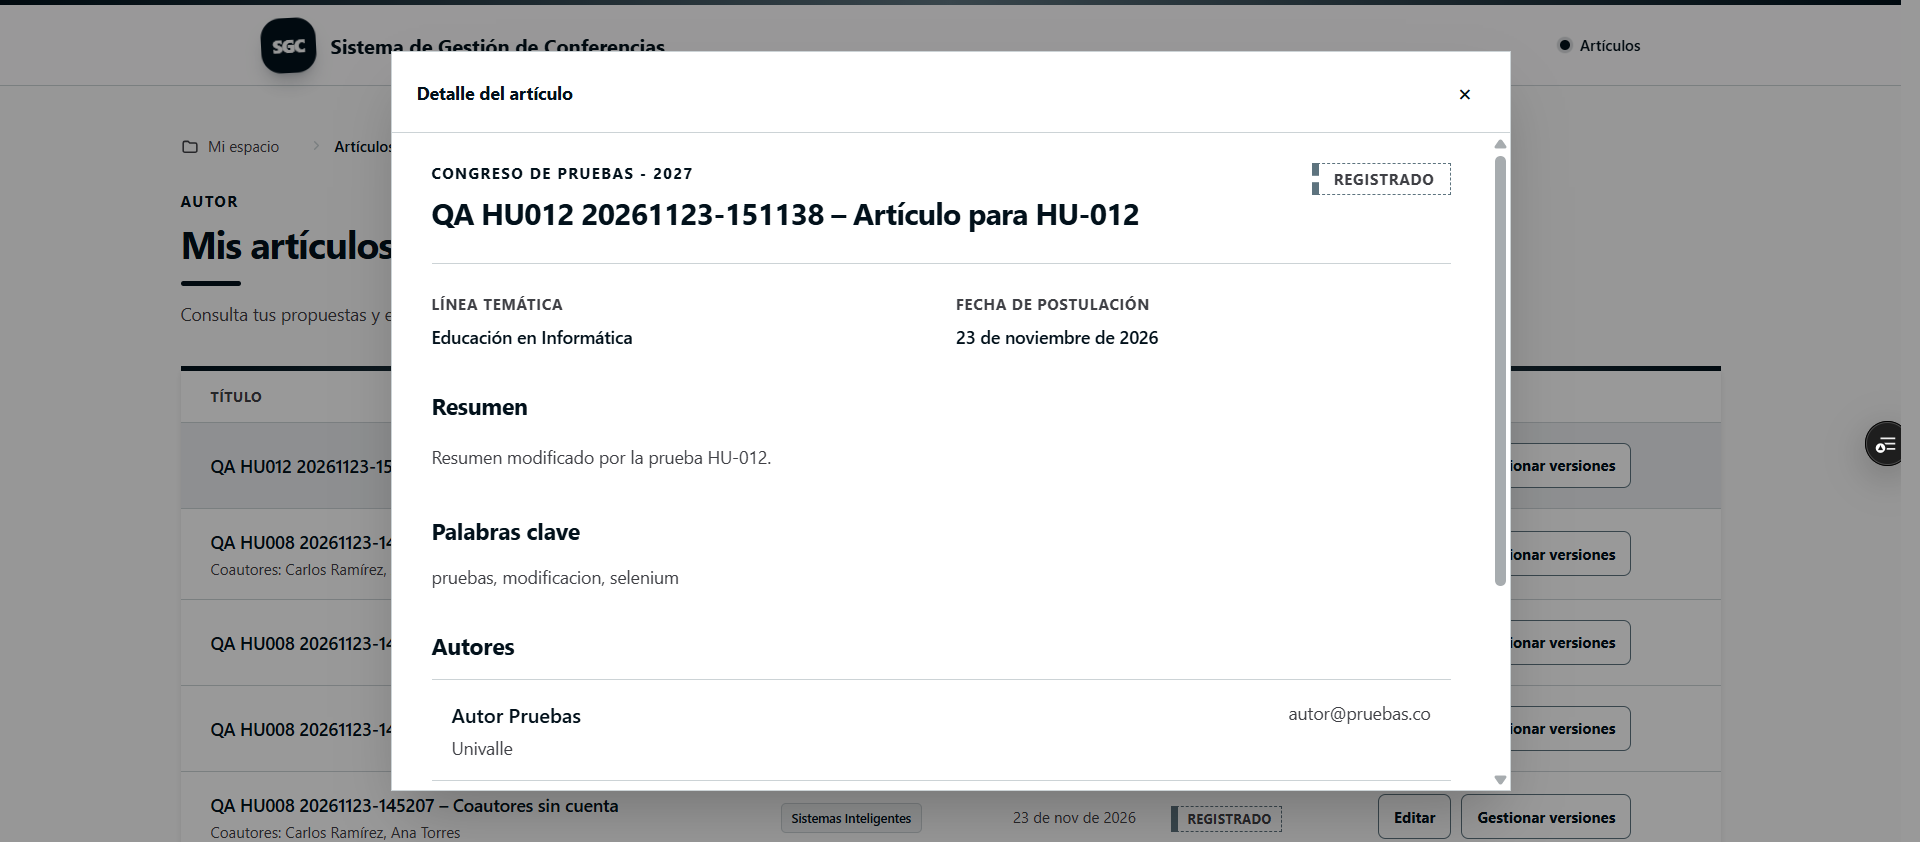 SGC
Sistema de Gestión de Conferencias
Artículos
Mi espacio
Artículos
AUTOR
Mis artículos
Consulta tus propuestas y
TÍTULO
QA HU012 20261123-15
ionar versiones
QA HU008 20261123-14
Coautores: Carlos Ramírez,
ionar versiones
QA HU008 20261123-14
ionar versiones
QA HU008 20261123-14
ionar versiones
QA HU008 20261123-145207 – Coautores sin cuenta
Coautores: Carlos Ramírez, Ana Torres
Sistemas Inteligentes
23 de nov de 2026
REGISTRADO
Editar
Gestionar versiones
Detalle del artículo
×
CONGRESO DE PRUEBAS - 2027
REGISTRADO
QA HU012 20261123-151138 – Artículo para HU-012
LÍNEA TEMÁTICA
Educación en Informática
FECHA DE POSTULACIÓN
23 de noviembre de 2026
Resumen
Resumen modificado por la prueba HU-012.
Palabras clave
pruebas, modificacion, selenium
Autores
Autor Pruebas
autor@pruebas.co
Univalle